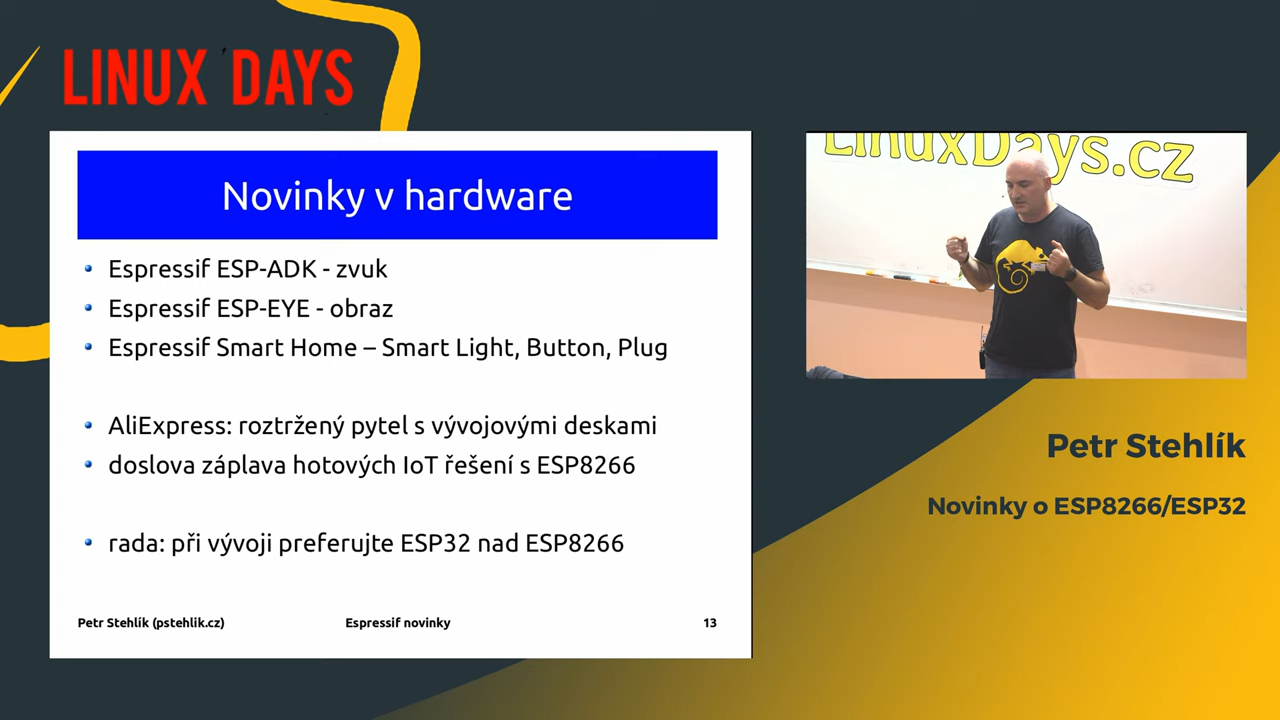 LINUX DAYS
Novinky v hardware
Espressif ESP-ADK - zvuk
Espressif ESP-EYE - obraz
Espressif Smart Home – Smart Light, Button, Plug
AliExpress: roztržený pytel s vývojovými deskami
doslova záplava hotových IoT řešení s ESP8266
rada: při vývoji preferujte ESP32 nad ESP8266
Petr Stehlík (pstehlik.cz)
Espressif novinky
13
LinuxDays.cz
Petr Stehlík
Novinky o ESP8266/ESP32